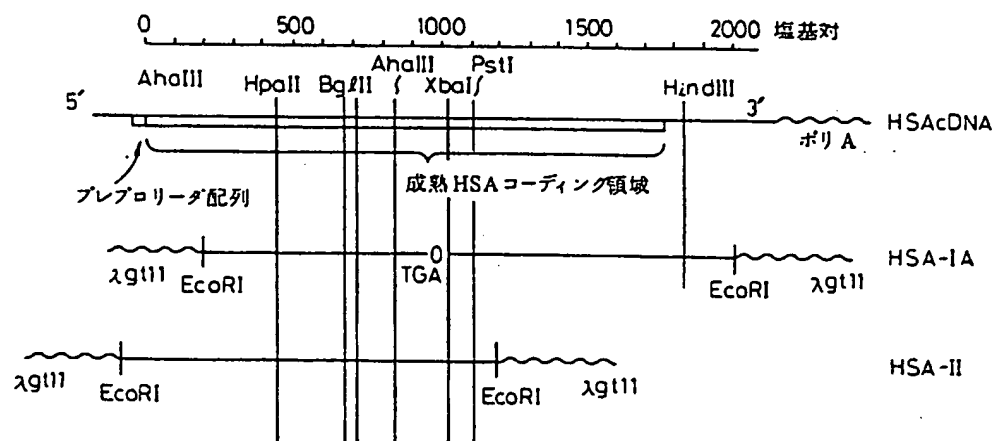 0 500 1000 1500 2000 塩基対
AhaIII HpaII BglII AhaIII XbaI PstI HindIII
5′ 3′ HSAcDNA
ポリA
プレプロリーダ配列 成熟HSAコーディング領域
λgt11 EcoRI TGA EcoRI λgt11 HSA-IA
λgt11 EcoRI EcoRI λgt11 HSA-II